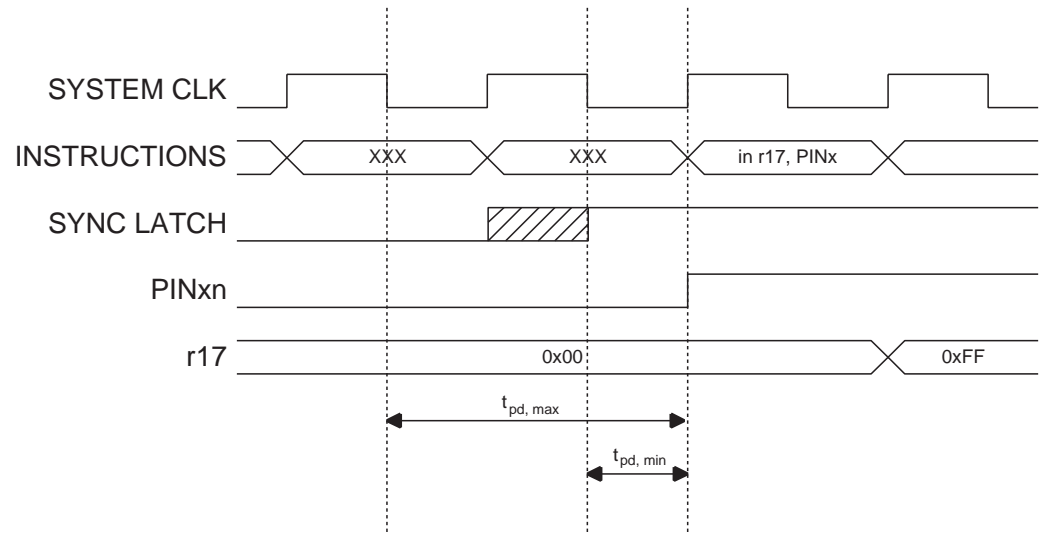 SYSTEM CLK
INSTRUCTIONS XXX XXX in r17, PINx
SYNC LATCH
PINxn
r17 0x00 0xFF
tpd, max
tpd, min